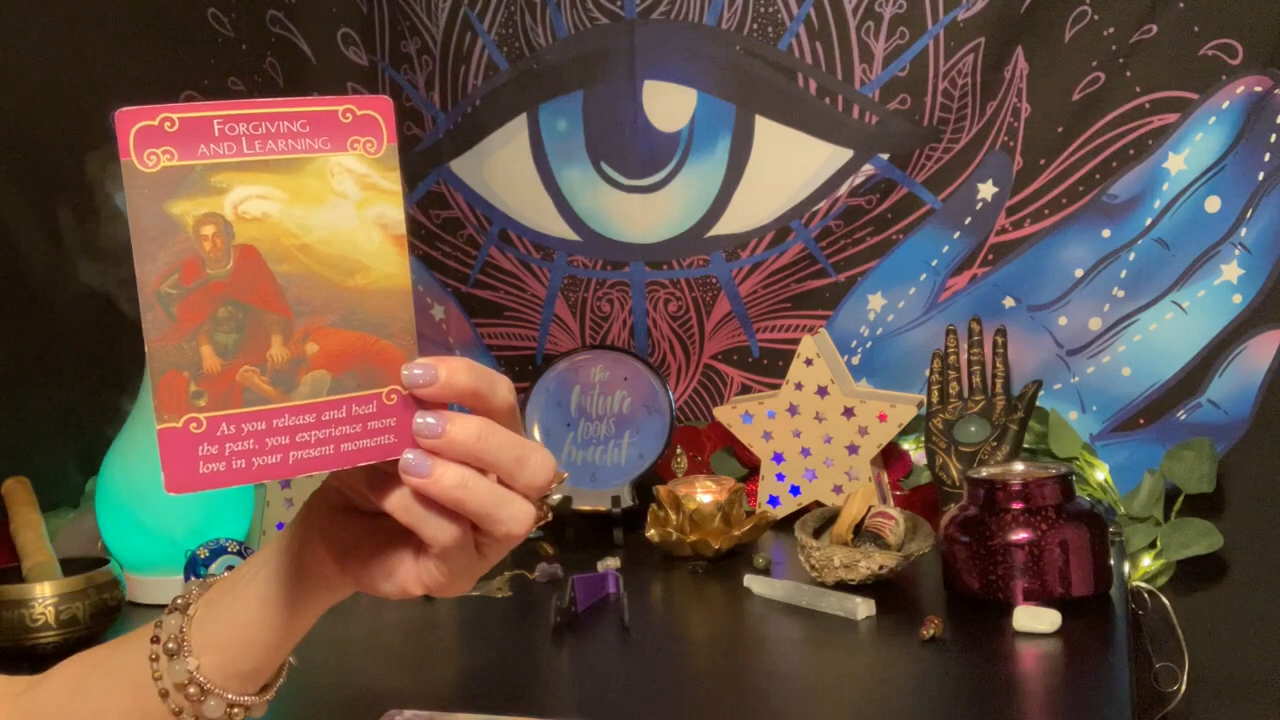 FORGIVING
AND LEARNING
As you release and heal
the past, you experience more
love in your present moments.
the
future
looks
bright